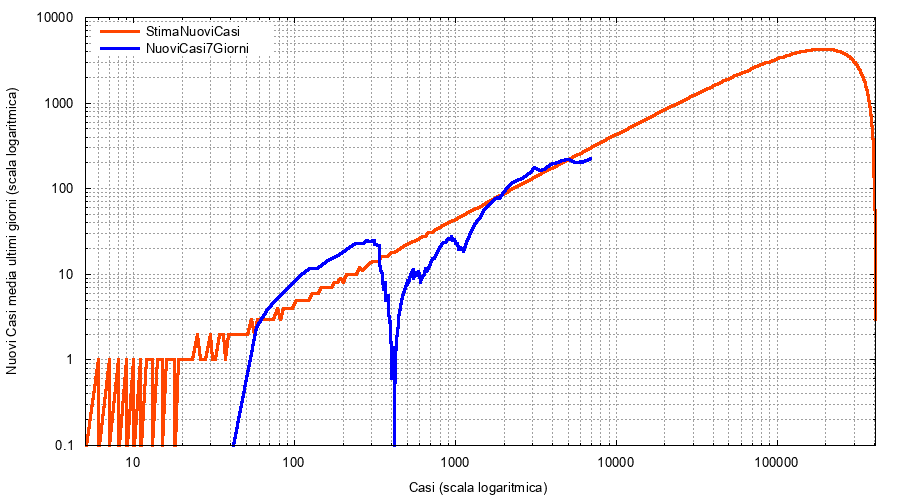 StimaNuoviCasi
NuoviCasi7Giorni
Nuovi Casi media ultimi giorni (scala logaritmica)
10000
1000
100
10
1
0.1
10
100
1000
10000
100000
Casi (scala logaritmica)